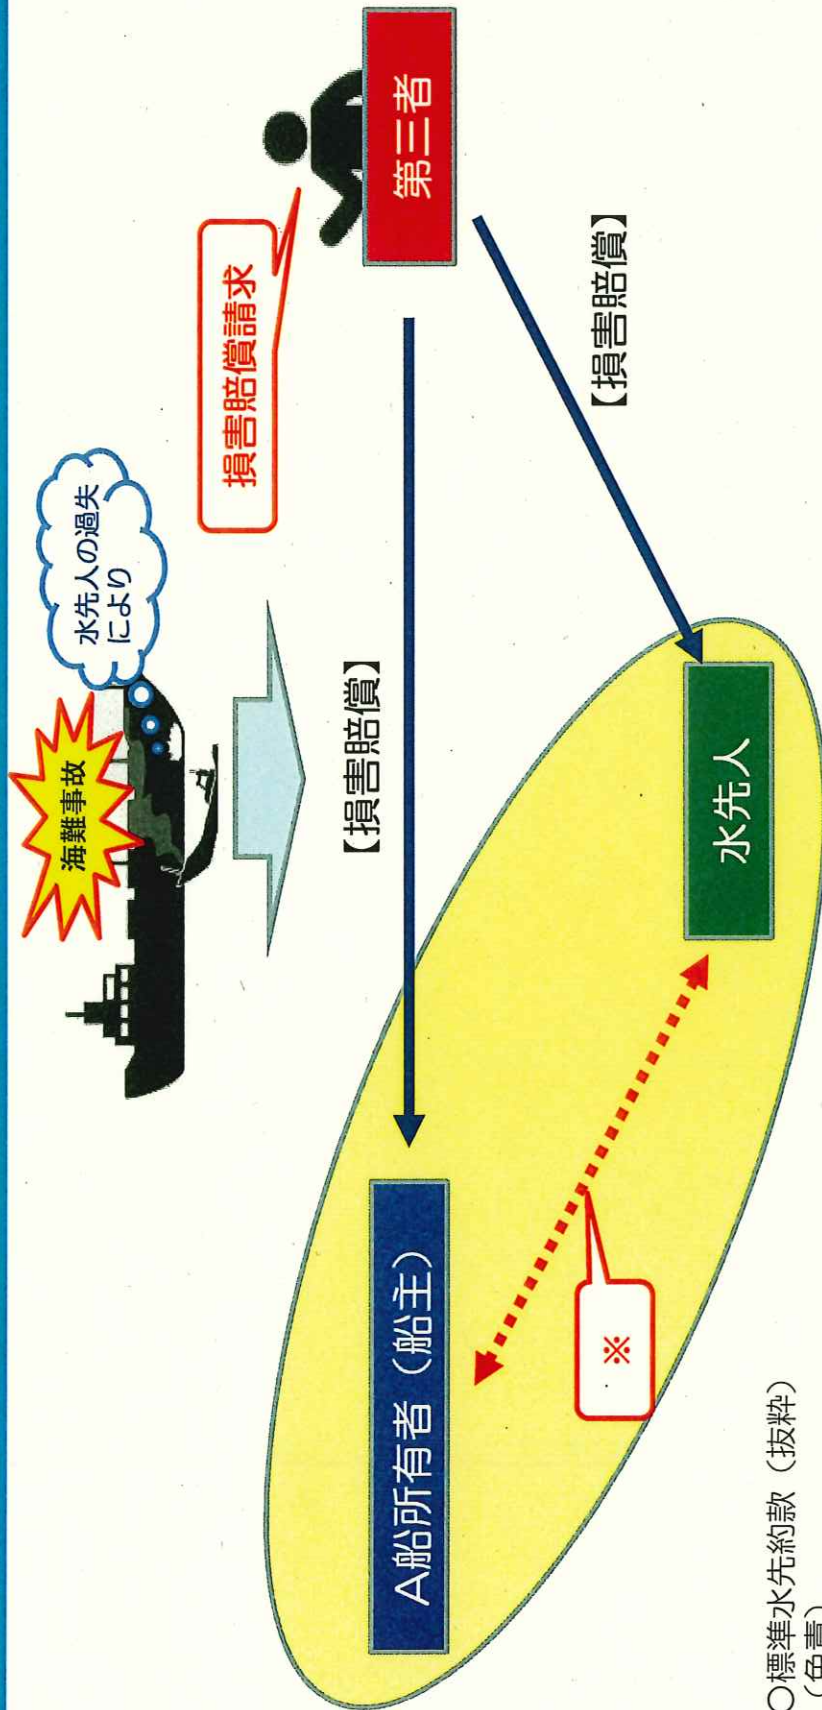 海難事故
水先人の過失
により
損害賠償請求
第三者
【損害賠償】
【損害賠償】
A船所有者（船主）
水先人
※
○標準水先約款（抜粋）
（免責）